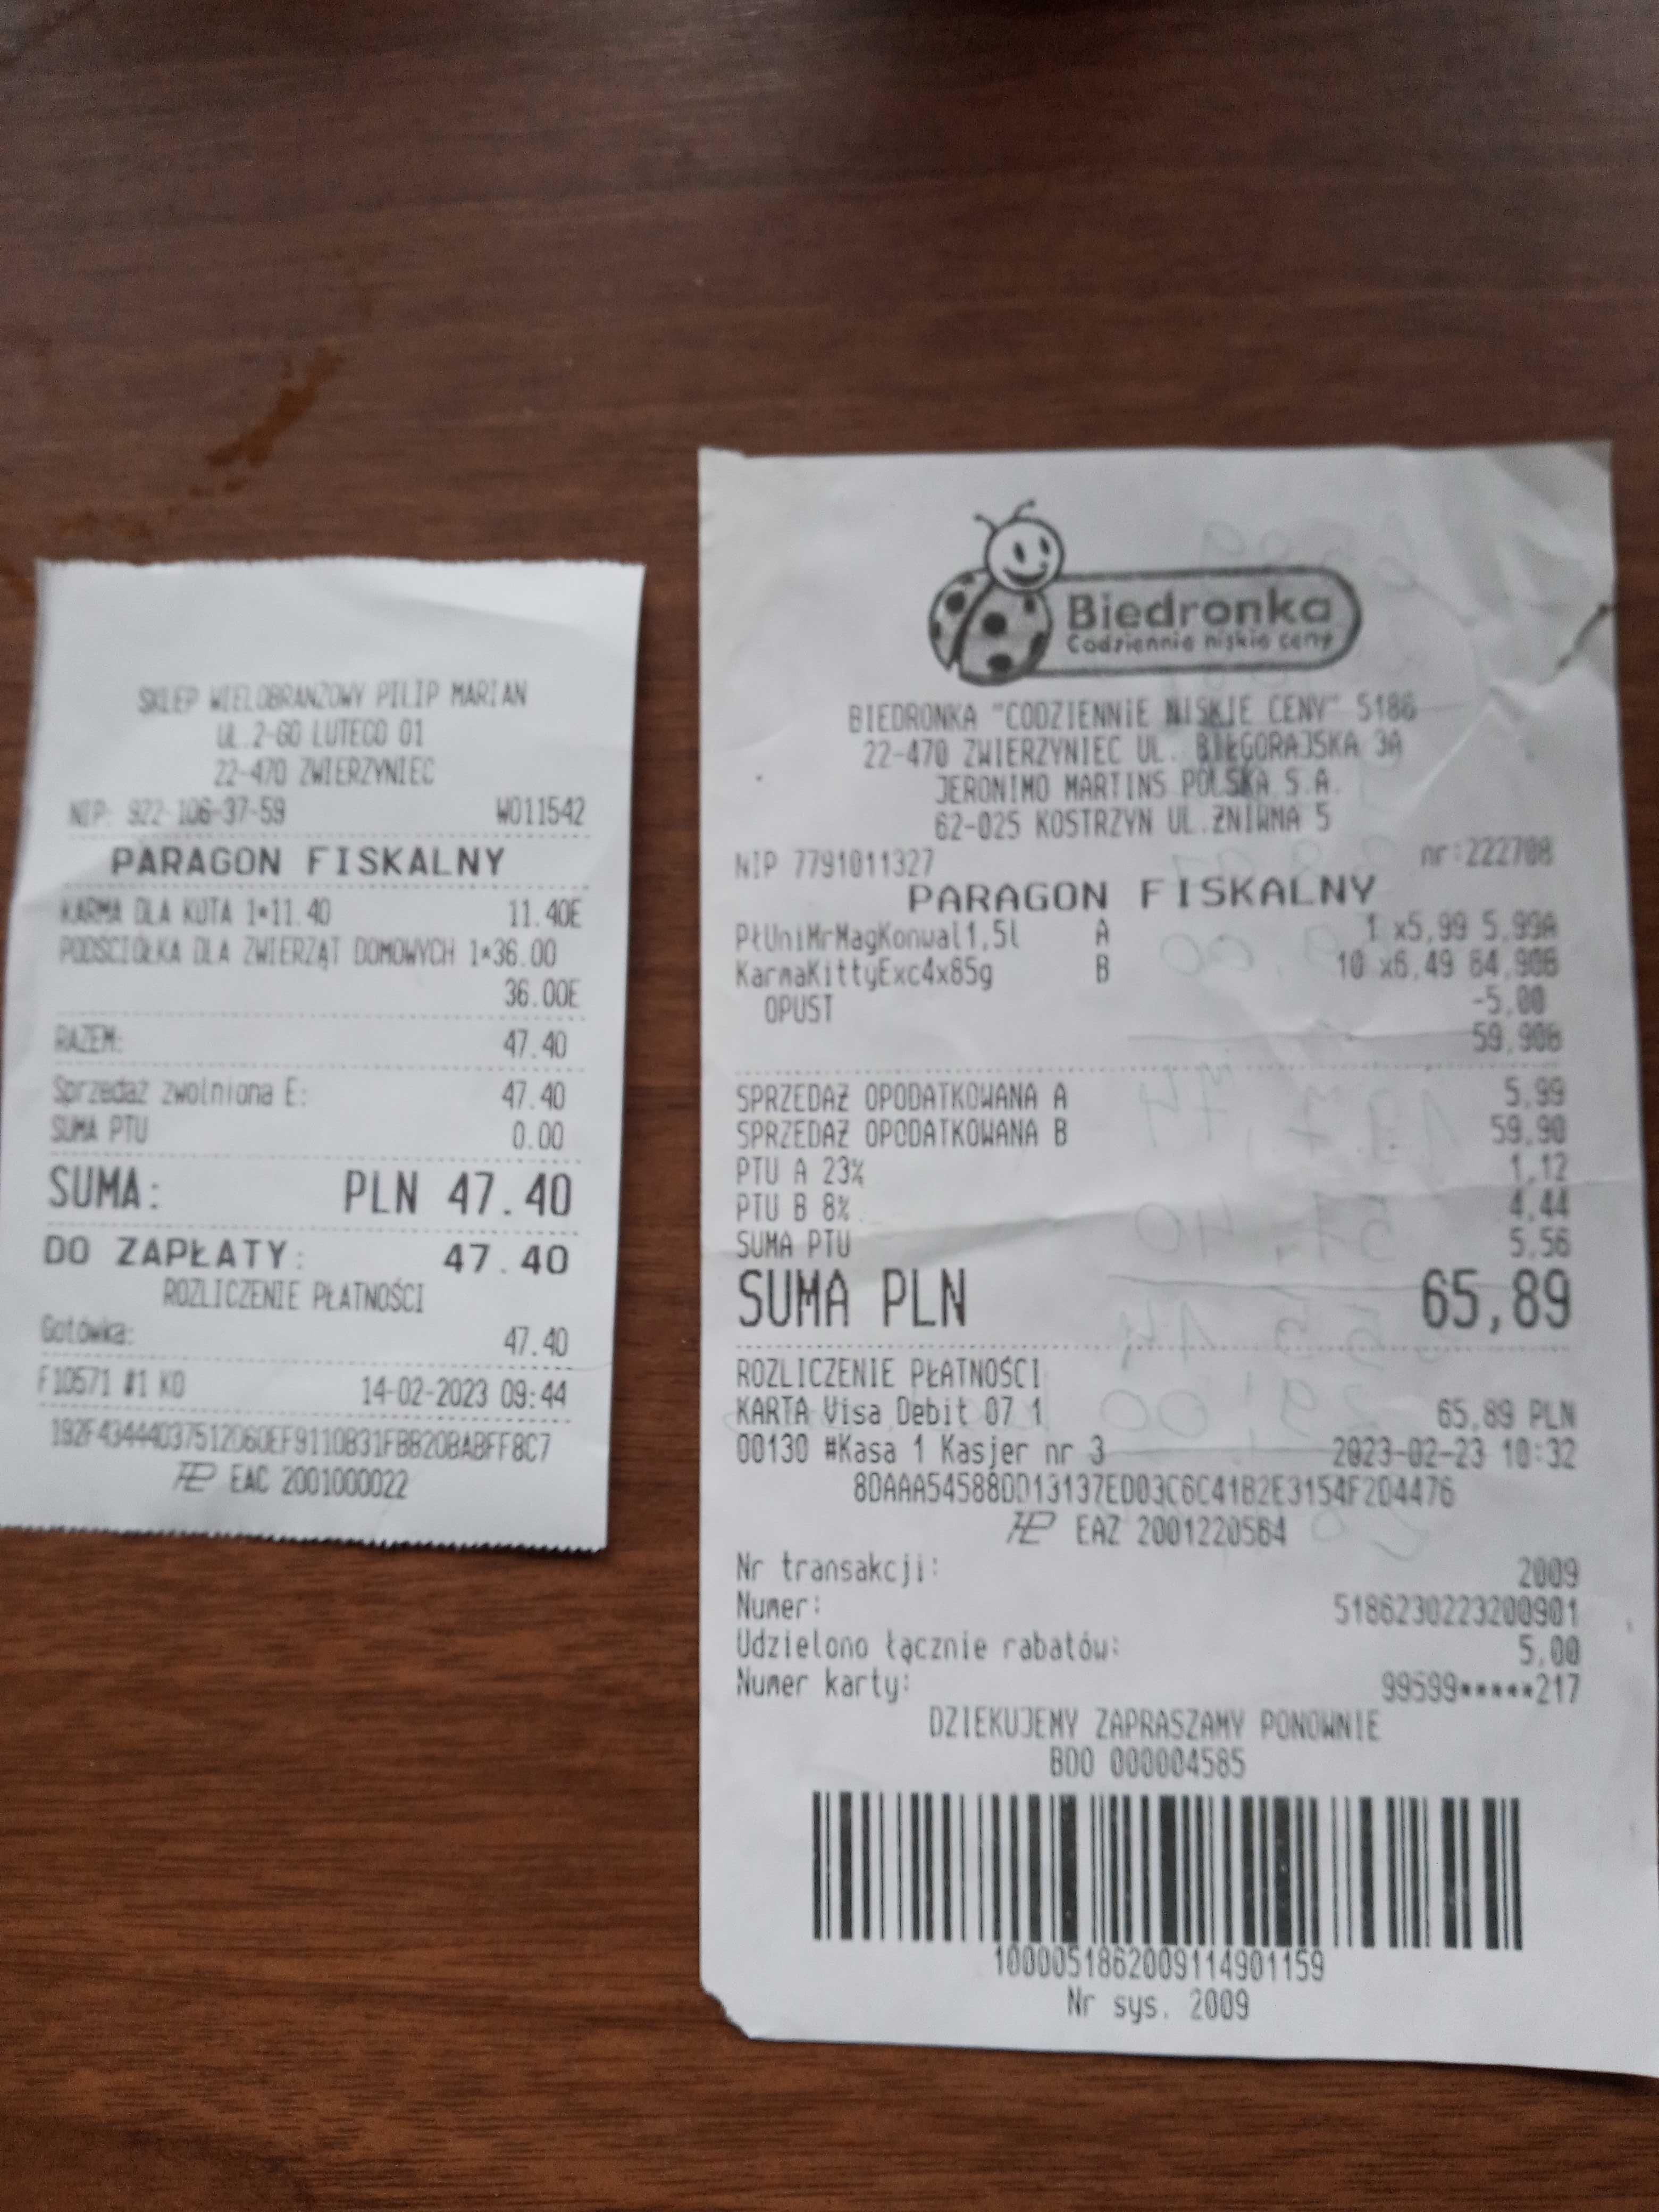 SKLEP WIELOBRANŻOWY PILIP MARIAN
UL.2-GO LUTEGO 01
22-470 ZWIERZYNIEC
NIP: 922-106-37-59 W011542
PARAGON FISKALNY
KARMA DLA KOTA 1*11.40 11.40E
PODŚCIÓŁKA DLA ZWIERZĄT DOMOWYCH 1*36.00
36.00E
RAZEM: 47.40
Sprzedaż zwolniona E: 47.40
SUMA PTU 0.00
SUMA: PLN 47.40
DO ZAPŁATY: 47.40
ROZLICZENIE PŁATNOŚCI
Gotówka: 47.40
F10571 #1 KO 14-02-2023 09:44
EAC 2001000022
Biedronka
Codziennie niskie ceny
BIEDRONKA "CODZIENNIE NISKIE CENY" 5186
22-470 ZWIERZYNIEC UL. BIŁGORAJSKA 3A
JERONIMO MARTINS POLSKA S.A.
62-025 KOSTRZYN UL.ŻNIWNA 5
NIP 7791011327 nr:222708
PARAGON FISKALNY
PŁUniMrMagKonwal1,5l A 1 x5,99 5,99A
KarmaKittyExc4x85g B 10 x6,49 64,90B
OPUST -5,00
59,90B
SPRZEDAŻ OPODATKOWANA A 5,99
SPRZEDAŻ OPODATKOWANA B 59,90
PTU A 23% 1,12
PTU B 8% 4,44
SUMA PTU 5,56
SUMA PLN 65,89
ROZLICZENIE PŁATNOŚCI
KARTA Visa Debit 07 1 65,89 PLN
00130 #Kasa 1 Kasjer nr 3 2023-02-23 10:32
8DAAA54588DD13137ED03C6C41B2E3154F2D4476
EAZ 2001220564
Nr transakcji: 2009
Numer: 5186230223200901
Udzielono łącznie rabatów: 5,00
Numer karty: 99599*****217
DZIEKUJEMY ZAPRASZAMY PONOWNIE
BDO 000004585
1000051862009114901159
Nr sys. 2009